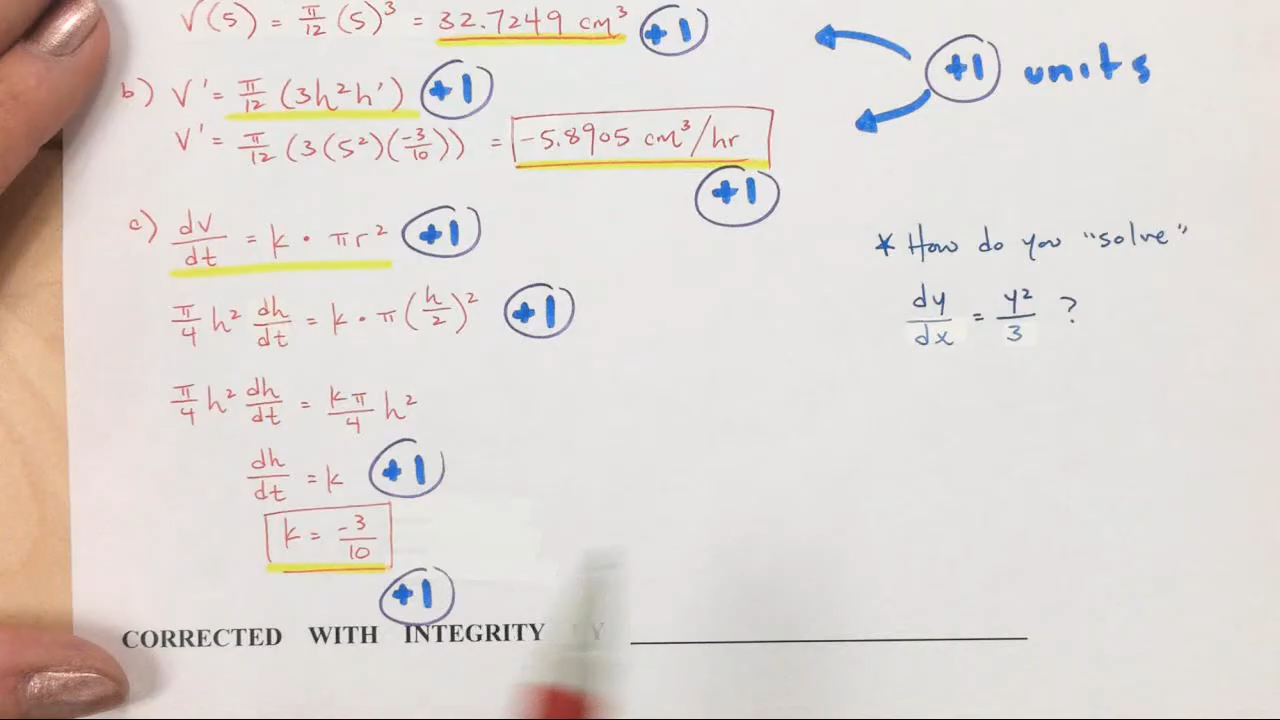 V(5) = π/12 (5)³ = 32.7249 cm³ +1
+1 units
b) V' = π/12 (3h²h') +1
V' = π/12 (3(5²)(-3/10)) = -5.8905 cm³/hr
+1
c) dV/dt = k · πr² +1
* How do you "solve"
dy/dx = y²/3 ?
π/4 h² dh/dt = k · π(h/2)² +1
π/4 h² dh/dt = kπ/4 h²
dh/dt = k +1
k = -3/10
+1
CORRECTED WITH INTEGRITY